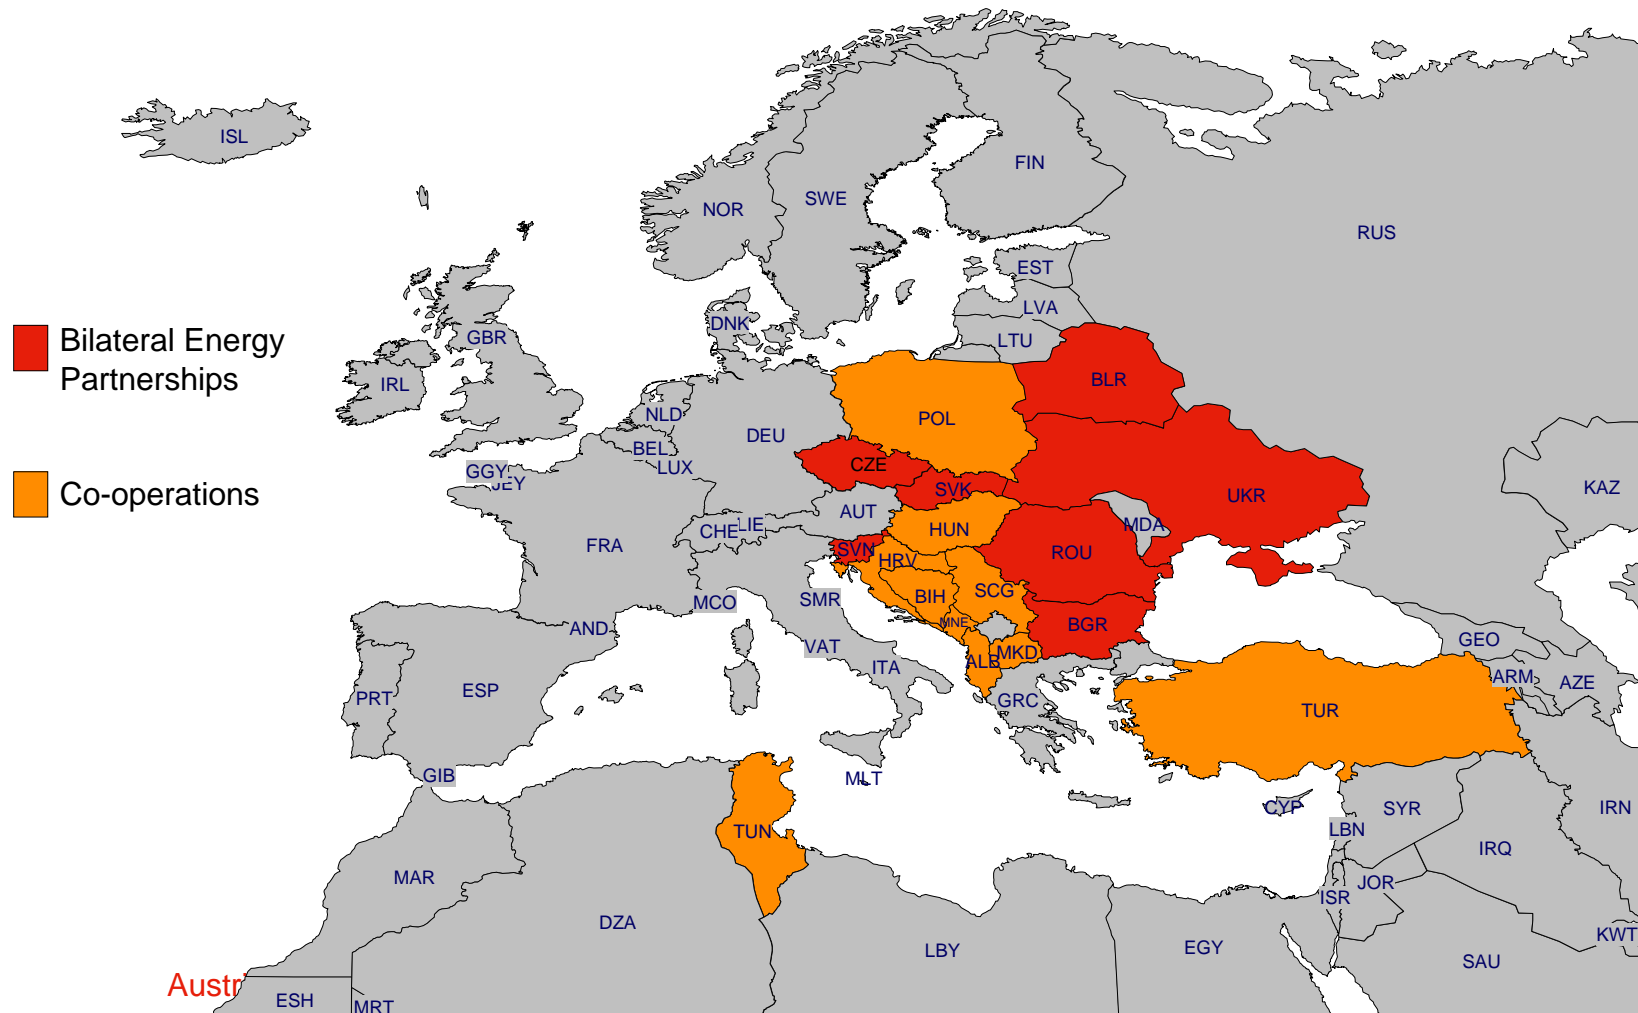 ISL
FIN
SWE
NOR
RUS
EST
LVA
DNK
GBR
LTU
Bilateral Energy
Partnerships
BLR
IRL
NLD
POL
DEU
BEL
LUX
CZE
GGY
JEY
SVK
UKR
KAZ
Co-operations
AUT
MDA
CHE
LIE
HUN
FRA
SVN
ROU
HRV
SCG
BIH
MCO
SMR
MNE
BGR
AND
VAT
MKD
ALB
GEO
ITA
ARM
AZE
PRT
ESP
GRC
TUR
GIB
MLT
CYP
SYR
IRN
TUN
LBN
IRQ
MAR
JOR
ISR
DZA
LBY
EGY
KWT
SAU
Austri
ESH
MRT